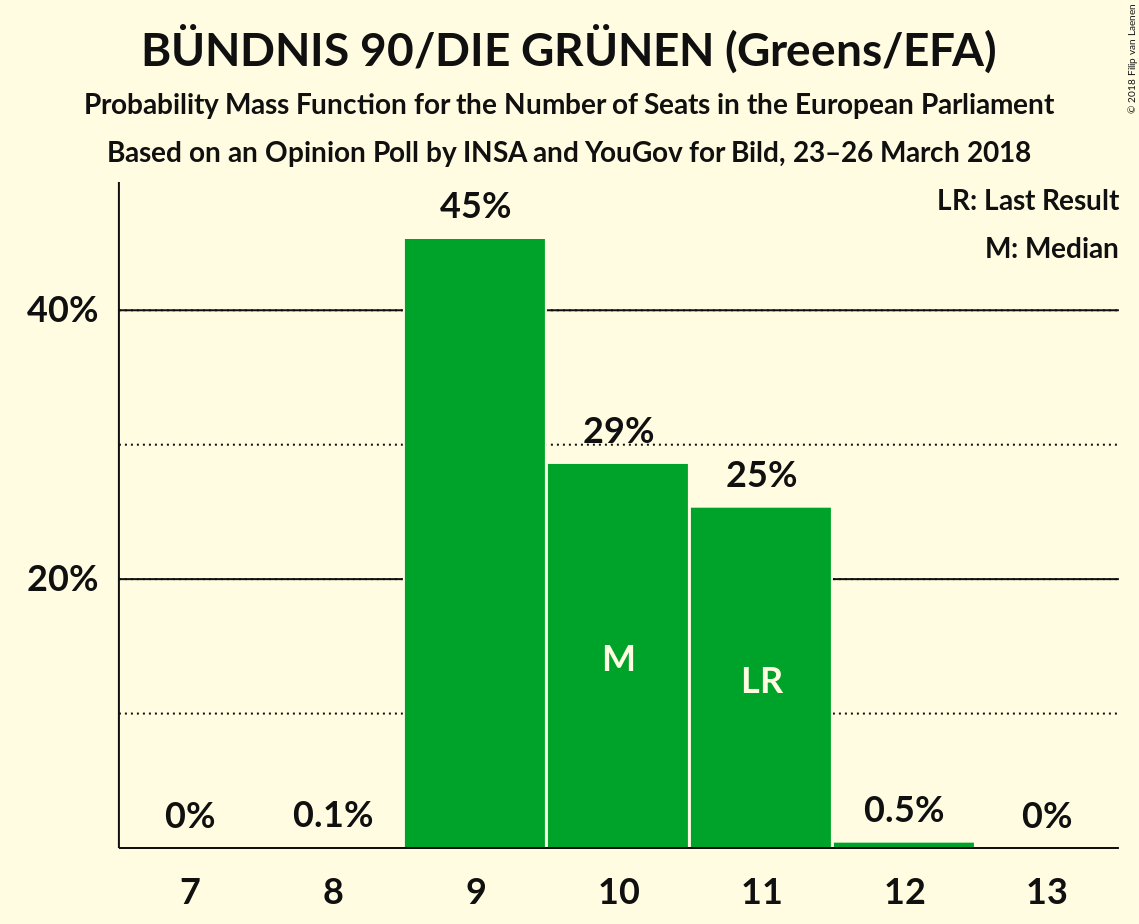 BÜNDNIS 90/DIE GRÜNEN (Greens/EFA)
Probability Mass Function for the Number of Seats in the European Parliament
Based on an Opinion Poll by INSA and YouGov for Bild, 23–26 March 2018
© 2018 Filip van Laenen
LR: Last Result
M: Median
45%
40%
29%
25%
20%
M
LR
0%
0.1%
0.5%
0%
7
8
9
10
11
12
13